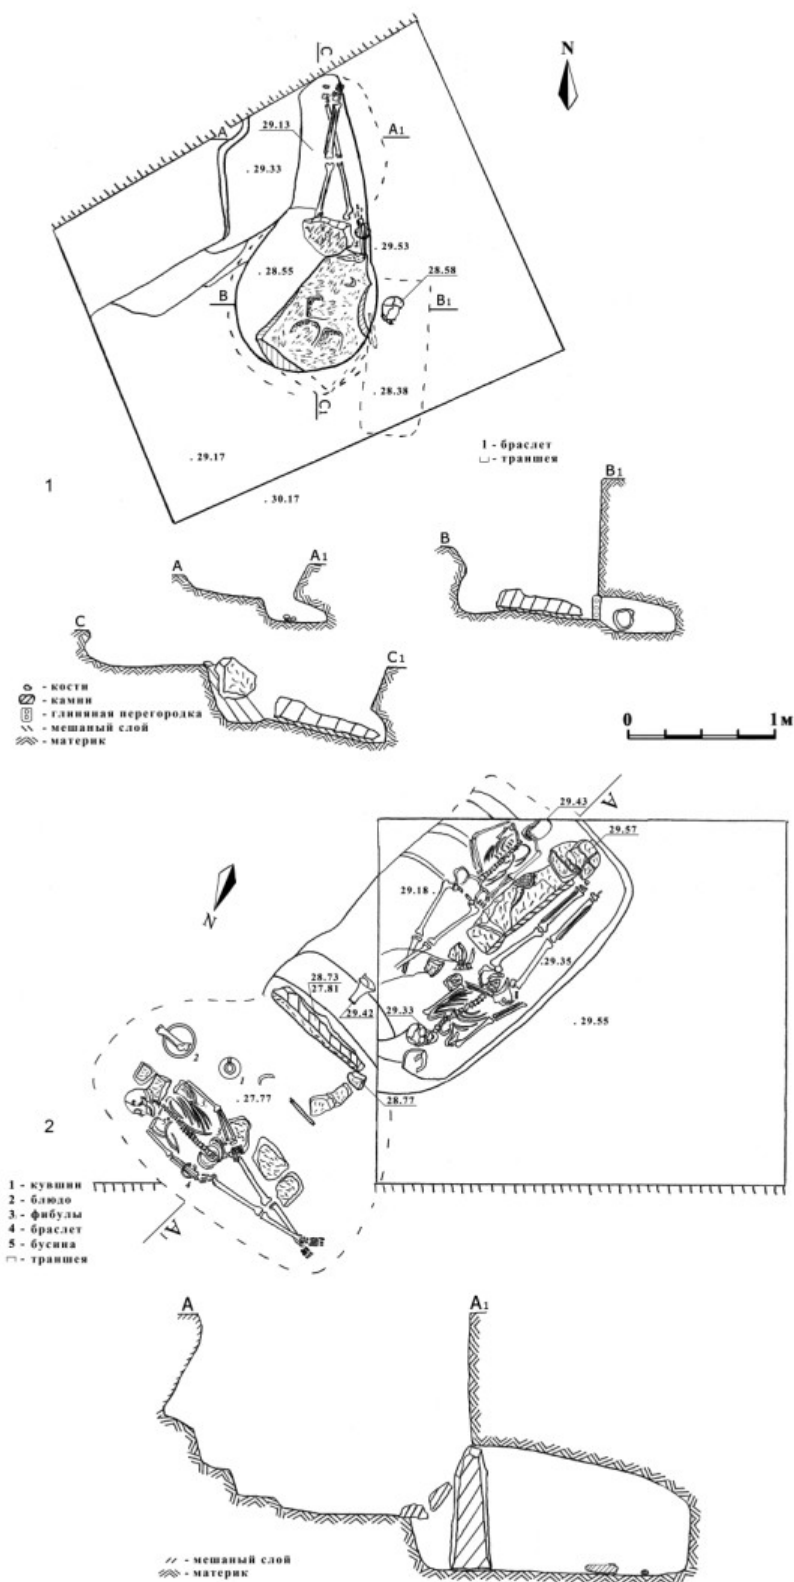 C
N
A
29.13
A1
29.33
29.53
28.55
28.58
B
B1
C1
28.38
29.17
30.17
1 - браслет
- траншея
1
B1
A
A1
B
C
C1
- кости
- камни
- глиняная перегородка
- мешаный слой
- материк
0 1 м
29.43
A
29.57
N
29.18
28.73
27.81
29.42
29.33
29.35
1
29.55
2
1
27.77
28.77
2
4
1 - кувшин
2 - блюдо
3 - фибулы
4 - браслет
5 - бусина
- траншея
A'
A
A1
- мешаный слой
- материк